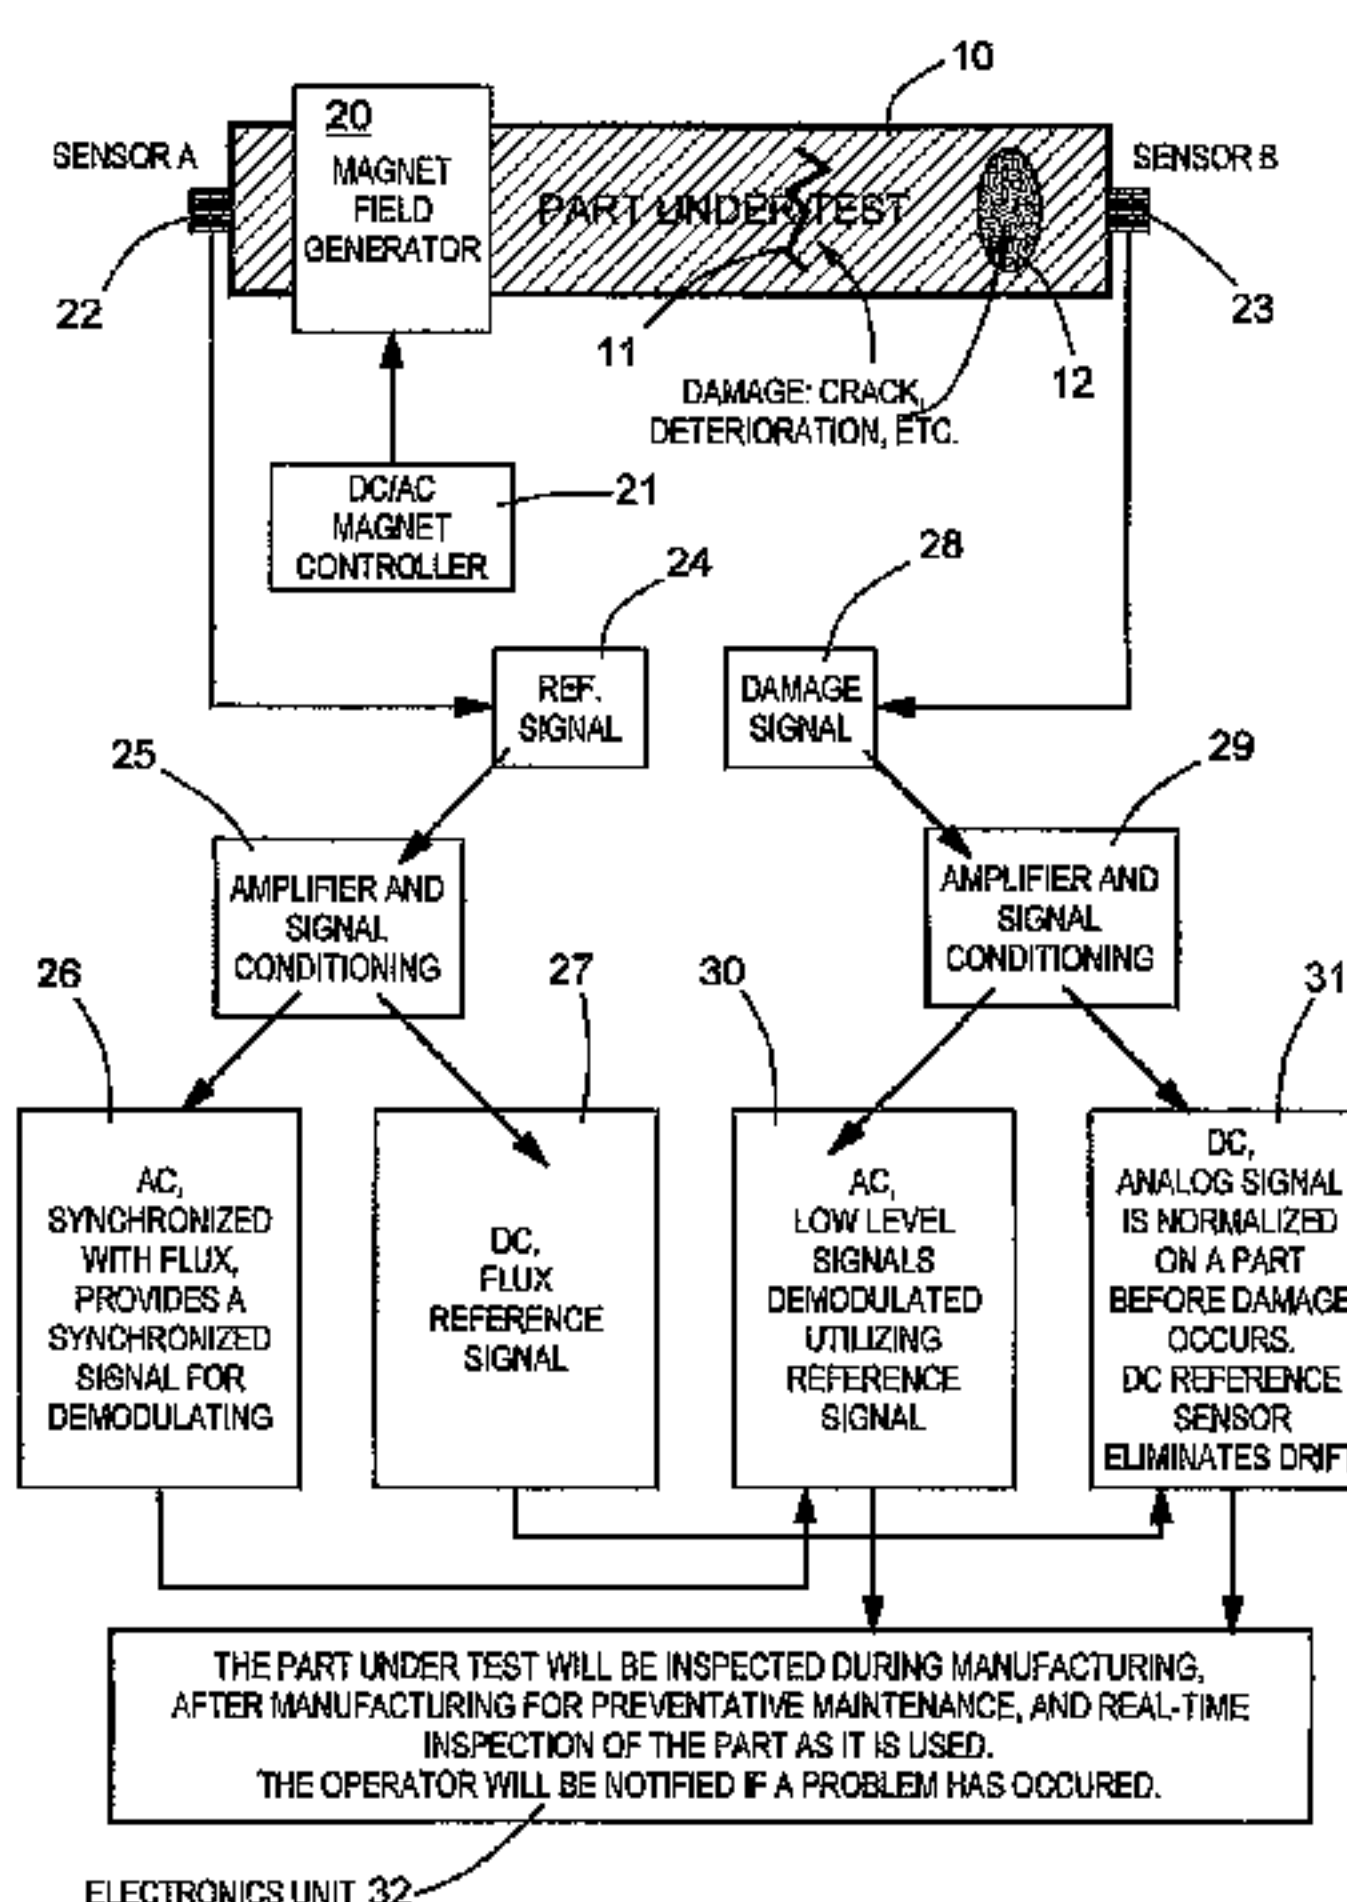 10
20
SENSOR A
MAGNET
FIELD
GENERATOR
PART UNDER TEST
SENSOR B
22
11
12
23
DAMAGE: CRACK,
DETERIORATION, ETC.
DC/AC
MAGNET
CONTROLLER
21
24
28
REF.
SIGNAL
DAMAGE
SIGNAL
25
29
AMPLIFIER AND
SIGNAL
CONDITIONING
AMPLIFIER AND
SIGNAL
CONDITIONING
26
27
30
31
AC,
SYNCHRONIZED
WITH FLUX,
PROVIDES A
SYNCHRONIZED
SIGNAL FOR
DEMODULATING
DC,
FLUX
REFERENCE
SIGNAL
AC,
LOW LEVEL
SIGNALS
DEMODULATED
UTILIZING
REFERENCE
SIGNAL
DC,
ANALOG SIGNAL
IS NORMALIZED
ON A PART
BEFORE DAMAGE
OCCURS.
DC REFERENCE
SENSOR
ELIMINATES DRIFT
THE PART UNDER TEST WILL BE INSPECTED DURING MANUFACTURING,
AFTER MANUFACTURING FOR PREVENTATIVE MAINTENANCE, AND REAL-TIME
INSPECTION OF THE PART AS IT IS USED.
THE OPERATOR WILL BE NOTIFIED IF A PROBLEM HAS OCCURED.
ELECTRONICS UNIT 32